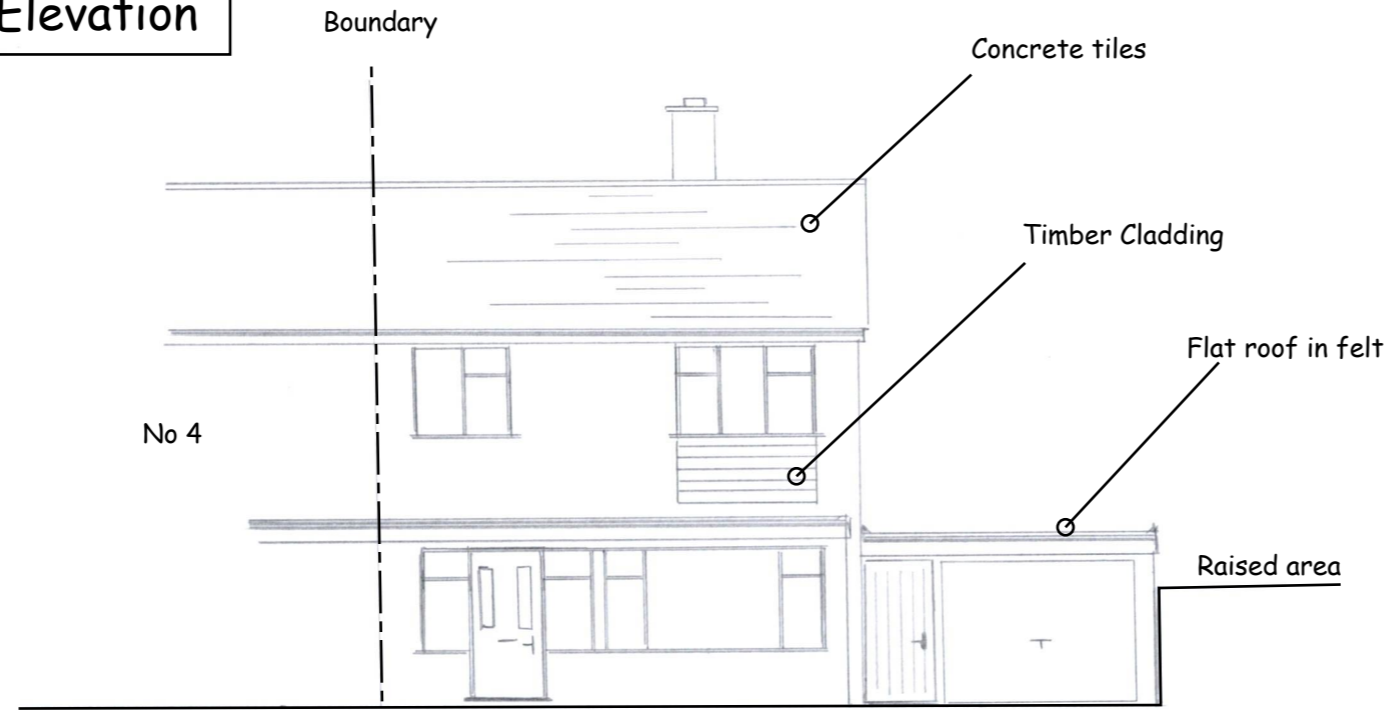 Elevation
Boundary
Concrete tiles
Timber Cladding
Flat roof in felt
No 4
Raised area